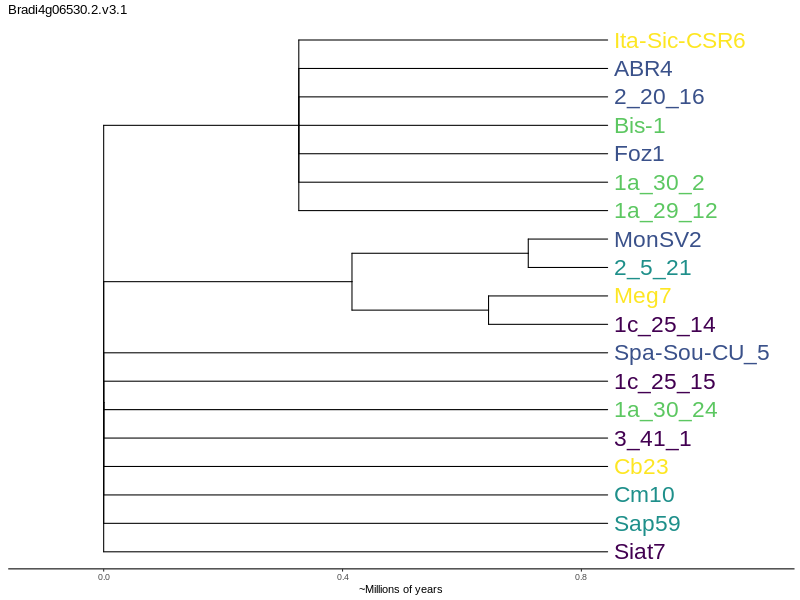 Bradi4g06530.2.v3.1
Ita-Sic-CSR6
ABR4
2_20_16
Bis-1
Foz1
1a_30_2
1a_29_12
MonSV2
2_5_21
Meg7
1c_25_14
Spa-Sou-CU_5
1c_25_15
1a_30_24
3_41_1
Cb23
Cm10
Sap59
Siat7
0.0 0.4 0.8
~Millions of years